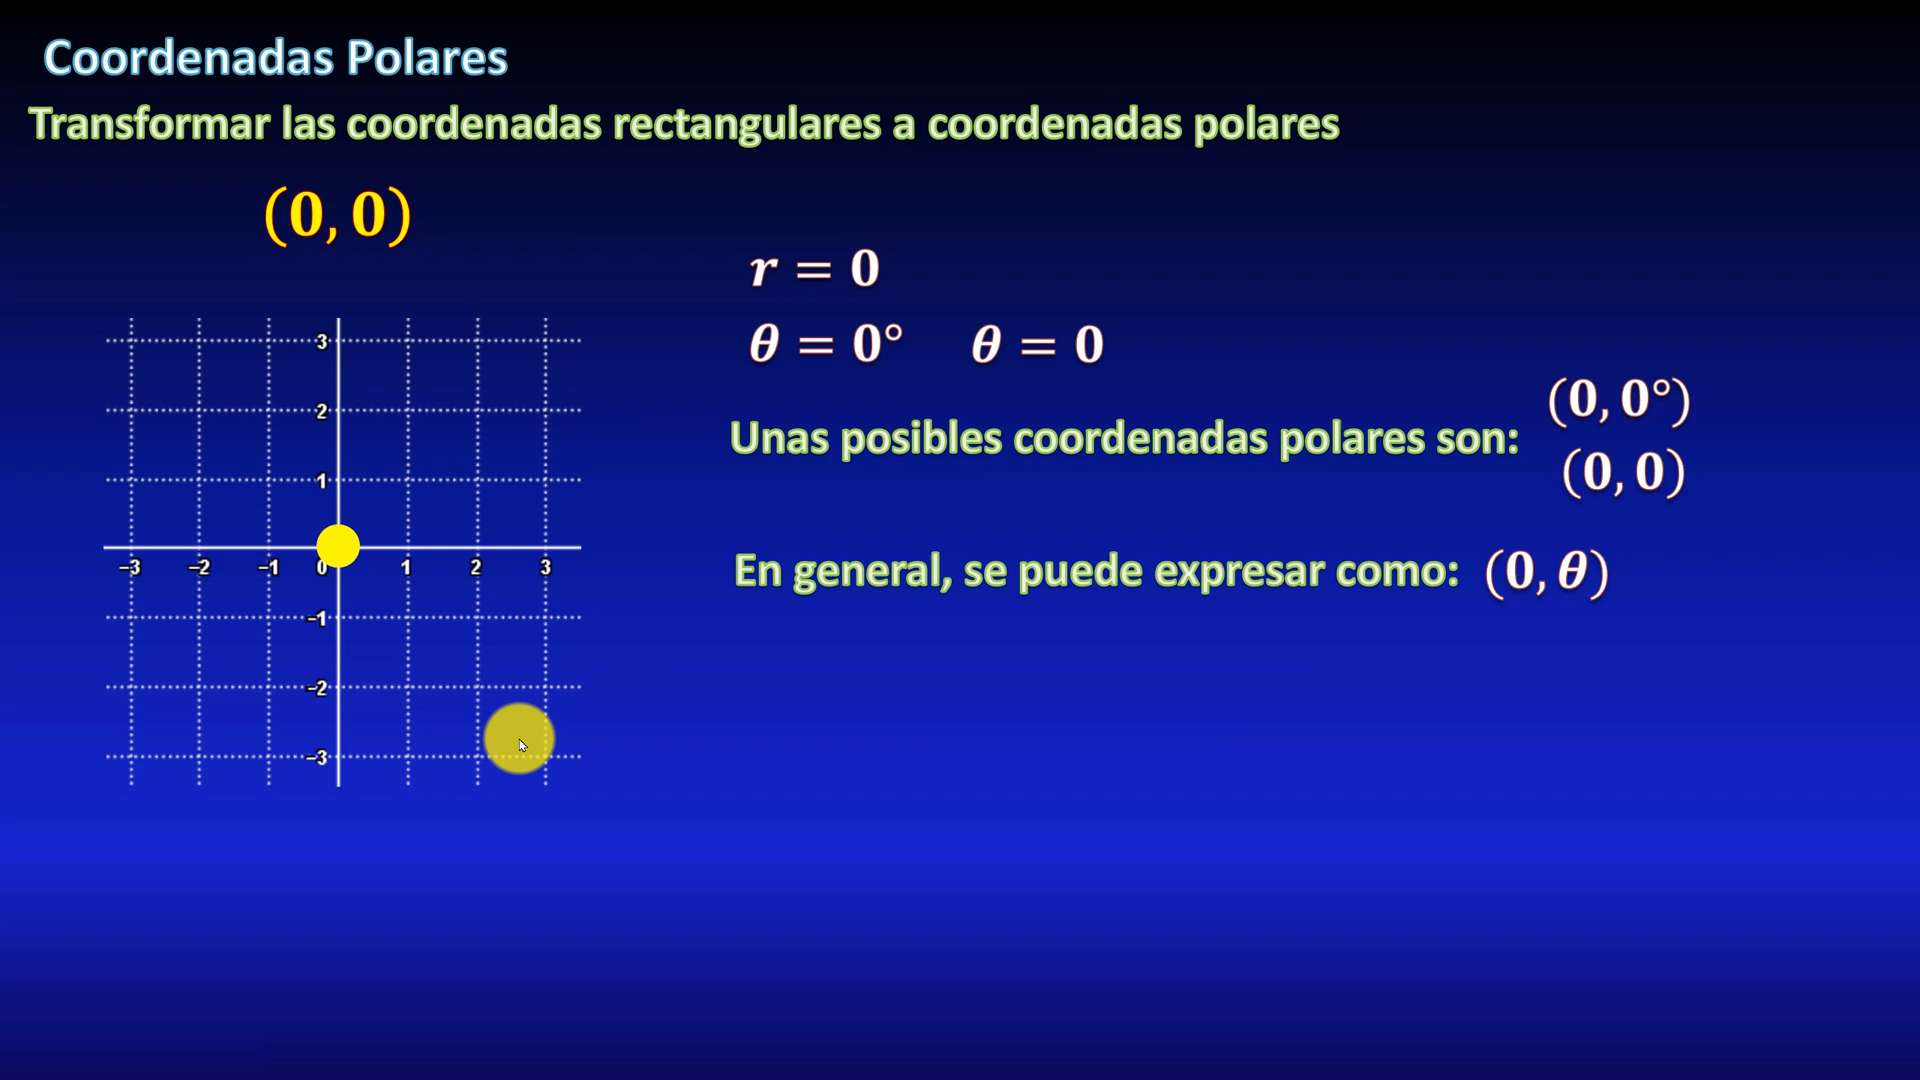 Coordenadas Polares
Transformar las coordenadas rectangulares a coordenadas polares
(0, 0)
r = 0
θ = 0° θ = 0
Unas posibles coordenadas polares son: (0, 0°)
(0, 0)
En general, se puede expresar como: (0, θ)
3
2
1
–3 –2 –1 0 1 2 3
–1
–2
–3